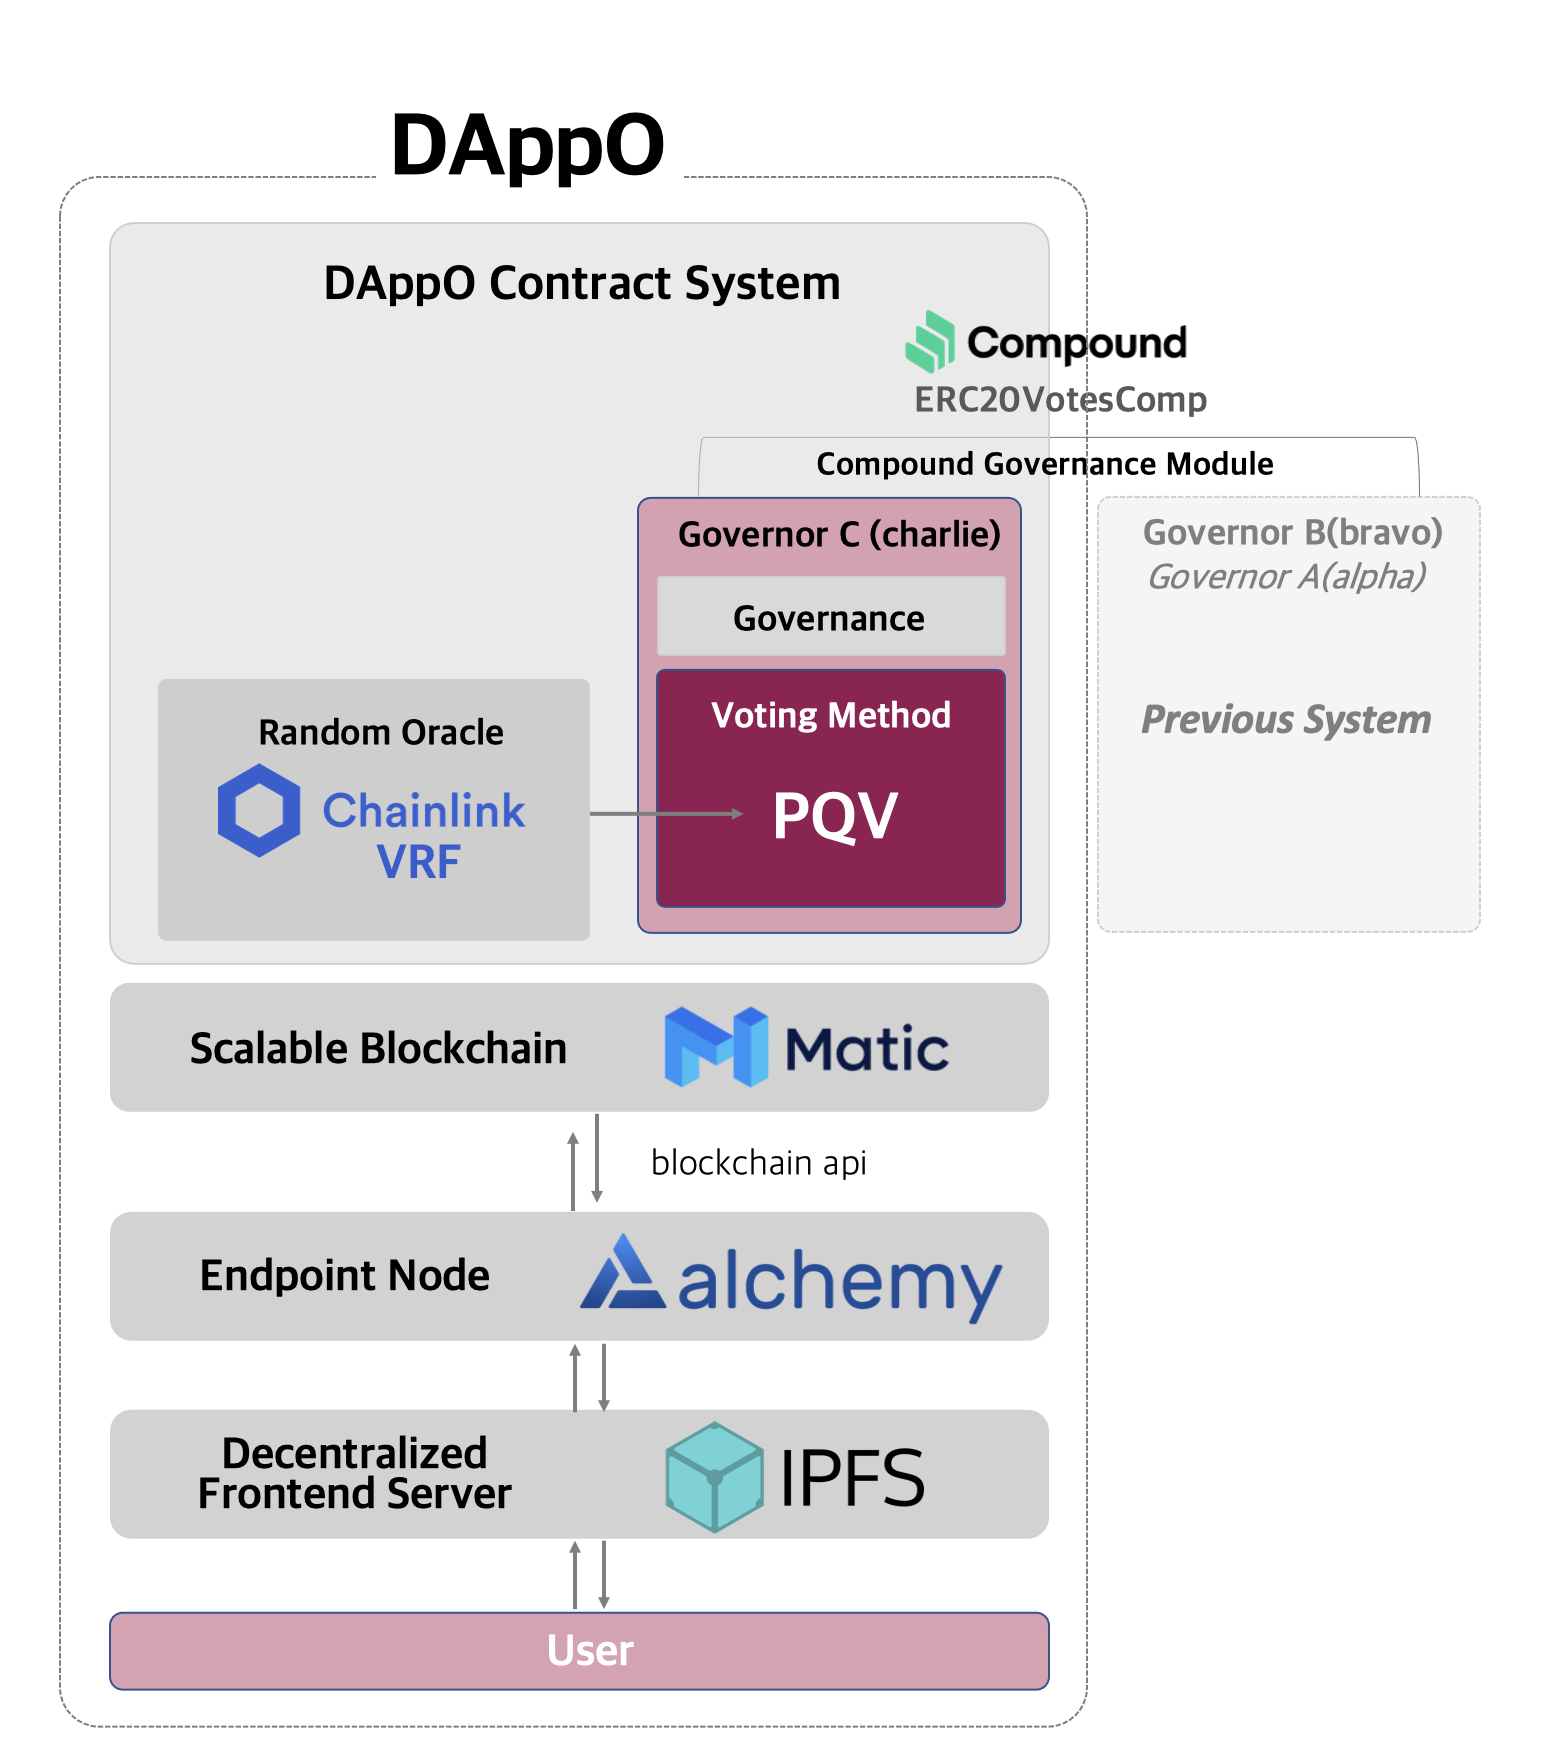 DAppO
DAppO Contract System
Compound
ERC20VotesComp
Compound Governance Module
Governor C (charlie)
Governance
Voting Method
PQV
Governor B(bravo)
Governor A(alpha)
Previous System
Random Oracle
Chainlink
VRF
Scalable Blockchain
Matic
blockchain api
Endpoint Node
alchemy
Decentralized
Frontend Server
IPFS
User